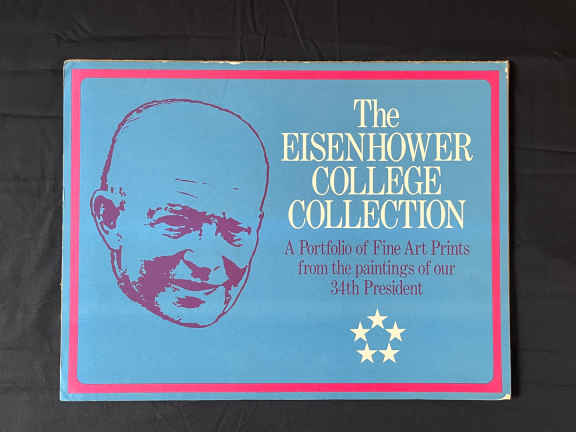 The
EISENHOWER
COLLEGE
COLLECTION
A Portfolio of Fine Art Prints
from the paintings of our
34th President